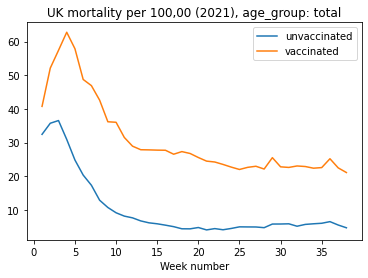 UK mortality per 100,00 (2021), age_group: total
unvaccinated
vaccinated
60
50
40
30
20
10
0 5 10 15 20 25 30 35
Week number